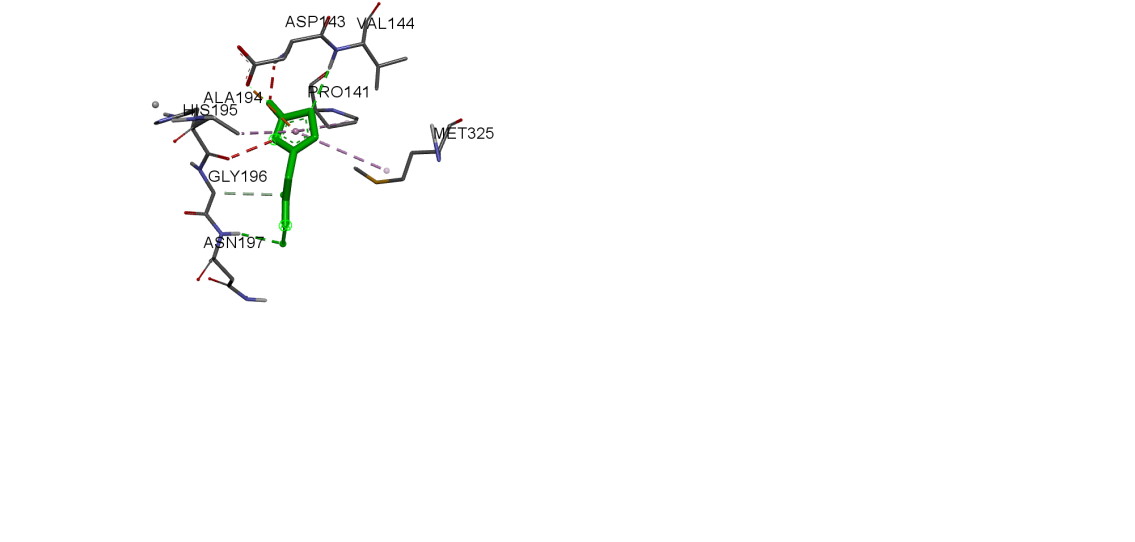 ASP143
VAL144
PRO141
ALA194
HIS195
MET325
GLY196
ASN197